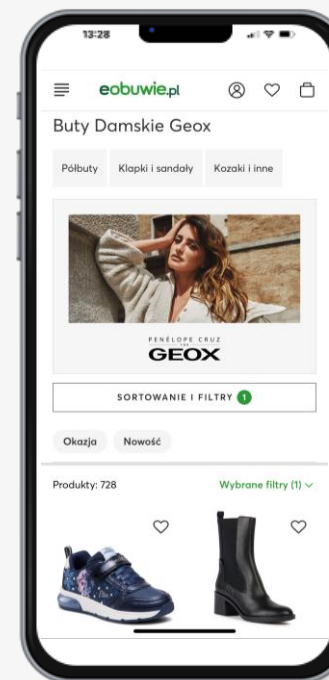 13:28
eobuwie.pl
Buty Damskie Geox
Półbuty Klapki i sandały Kozaki i inne
PENÉLOPE CRUZ
FOR
GEOX
SORTOWANIE I FILTRY 1
Okazja Nowość
Produkty: 728 Wybrane filtry (1)